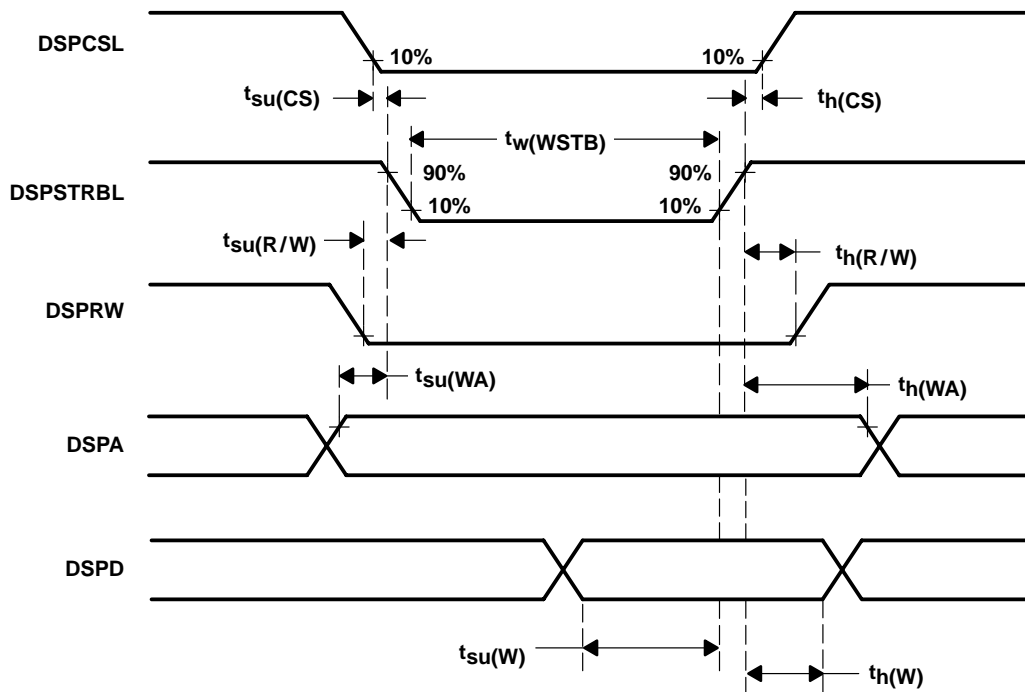 DSPCSL
10%
10%
tsu(CS)
th(CS)
tw(WSTB)
DSPSTRBL
90%
90%
10%
10%
tsu(R/W)
th(R/W)
DSPRW
tsu(WA)
th(WA)
DSPA
DSPD
tsu(W)
th(W)